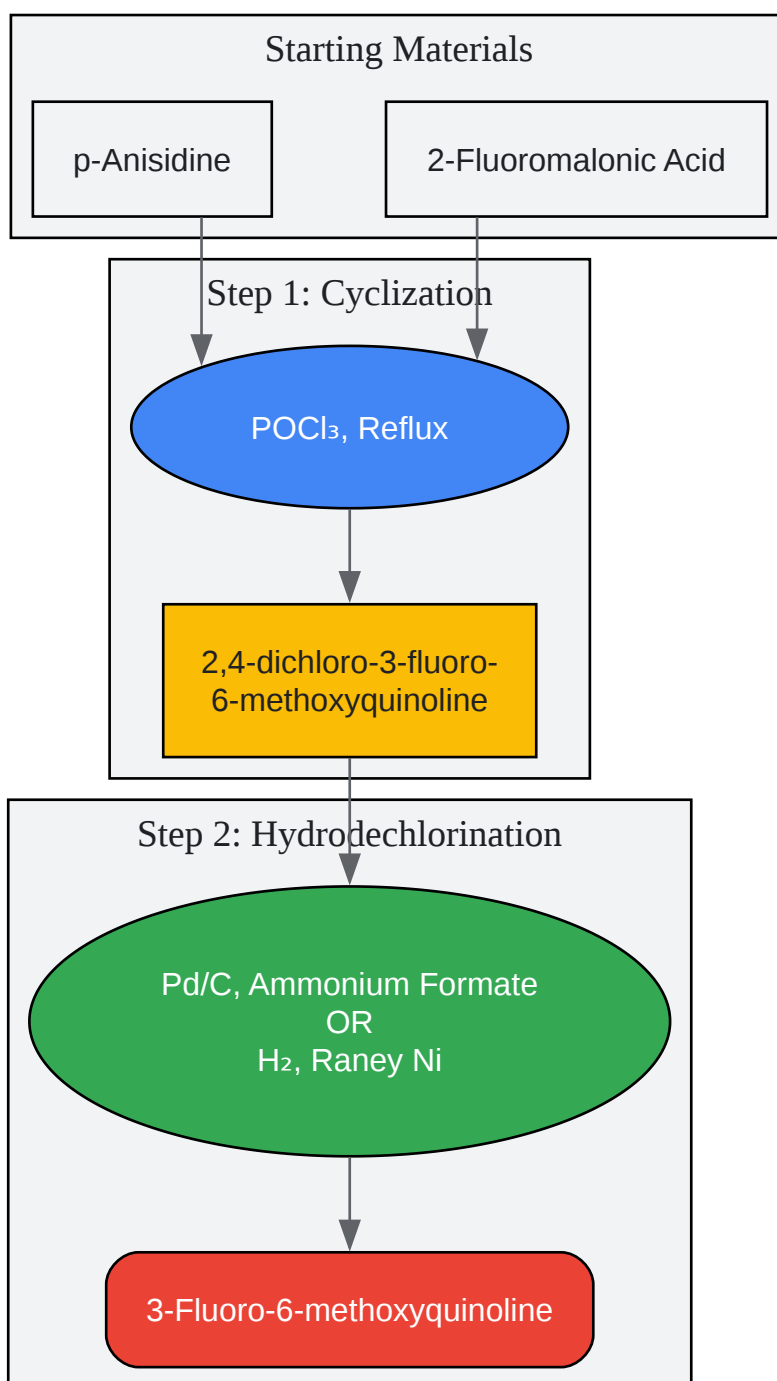 Starting Materials
p-Anisidine
2-Fluoromalonic Acid
Step 1: Cyclization
POCl₃, Reflux
2,4-dichloro-3-fluoro-
6-methoxyquinoline
Step 2: Hydrodechlorination
Pd/C, Ammonium Formate
OR
H₂, Raney Ni
3-Fluoro-6-methoxyquinoline